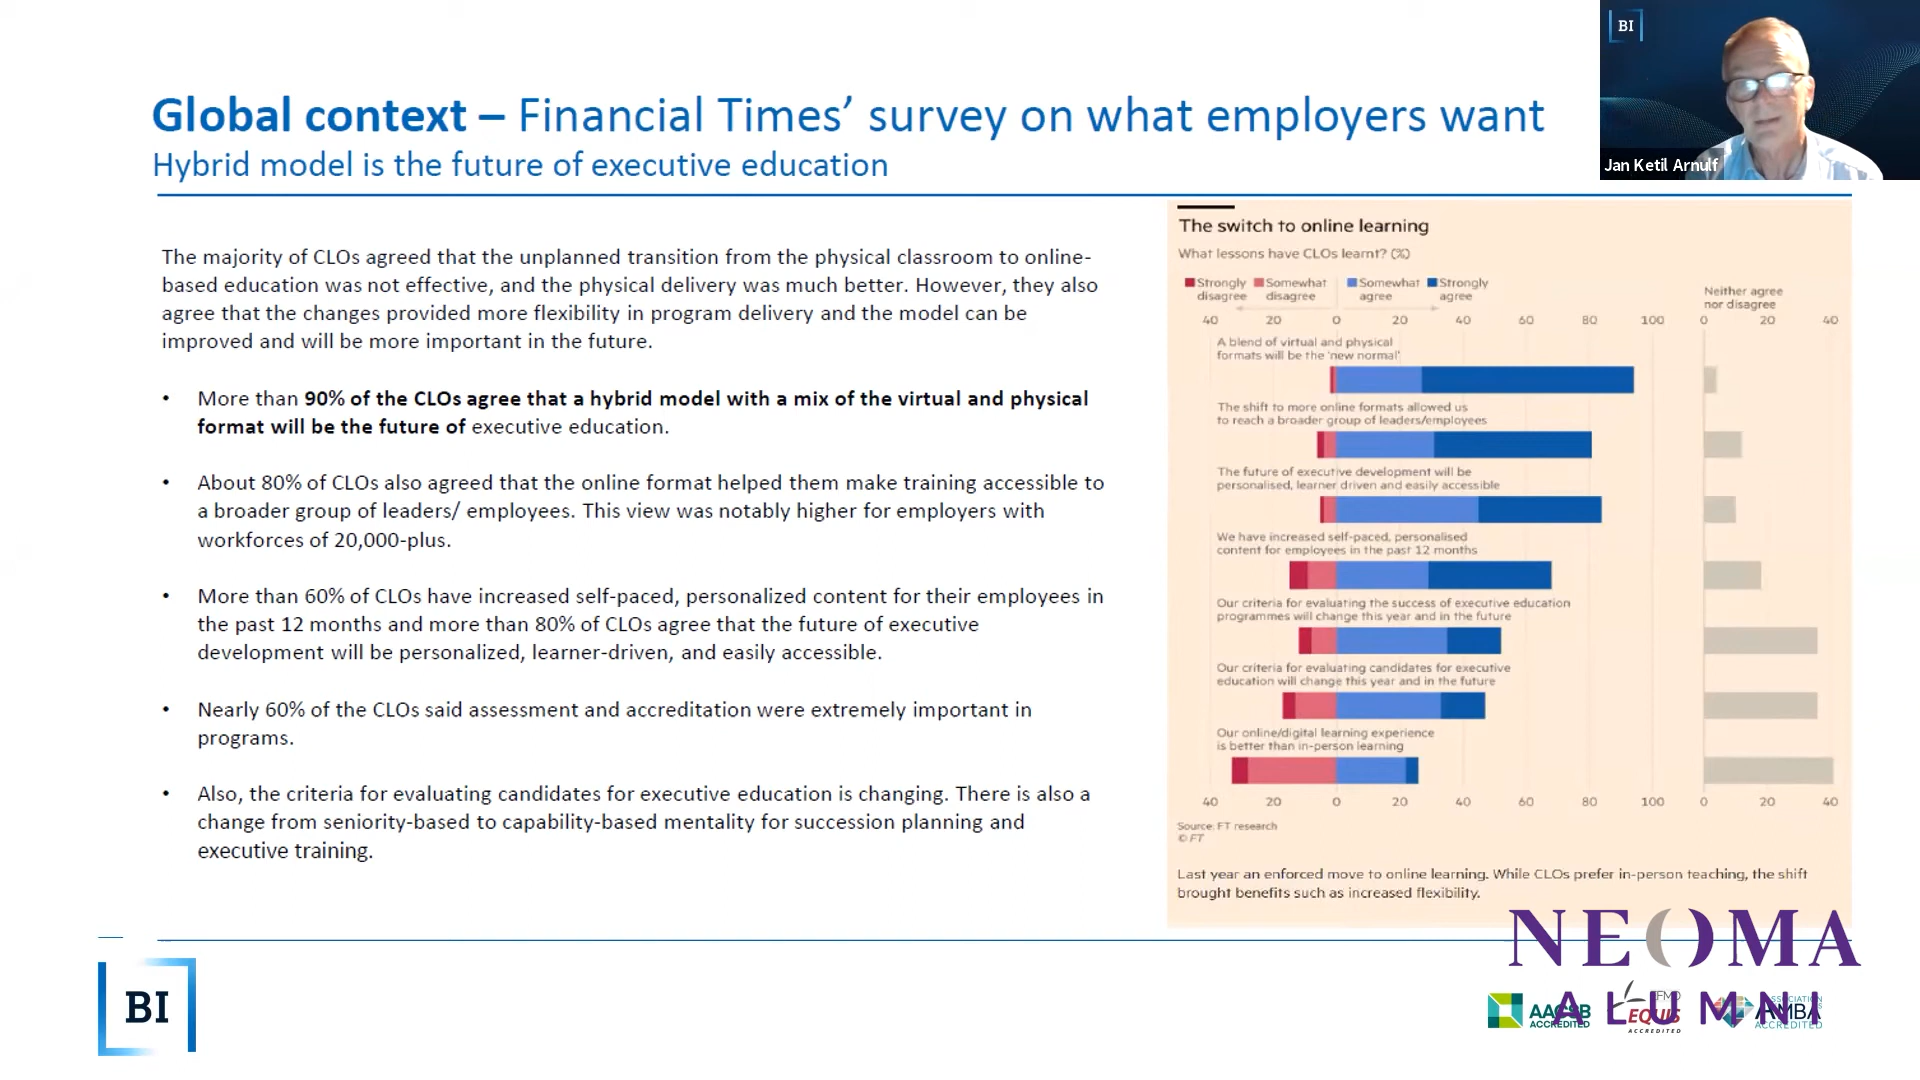 BI
Jan Ketil Arnulf
Global context – Financial Times’ survey on what employers want
Hybrid model is the future of executive education
The majority of CLOs agreed that the unplanned transition from the physical classroom to online-
based education was not effective, and the physical delivery was much better. However, they also
agree that the changes provided more flexibility in program delivery and the model can be
improved and will be more important in the future.
• More than 90% of the CLOs agree that a hybrid model with a mix of the virtual and physical
format will be the future of executive education.
• About 80% of CLOs also agreed that the online format helped them make training accessible to
a broader group of leaders/ employees. This view was notably higher for employers with
workforces of 20,000-plus.
• More than 60% of CLOs have increased self-paced, personalized content for their employees in
the past 12 months and more than 80% of CLOs agree that the future of executive
development will be personalized, learner-driven, and easily accessible.
• Nearly 60% of the CLOs said assessment and accreditation were extremely important in
programs.
• Also, the criteria for evaluating candidates for executive education is changing. There is also a
change from seniority-based to capability-based mentality for succession planning and
executive training.
The switch to online learning
What lessons have CLOs learnt? (%)
Strongly disagree
Somewhat disagree
Somewhat agree
Strongly agree
Neither agree
nor disagree
40 20 0 20 40 60 80 100 0 20 40
A blend of virtual and physical
formats will be the 'new normal'
The shift to more online formats allowed us
to reach a broader group of leaders/employees
The future of executive development will be
personalised, learner driven and easily accessible
We have increased self-paced, personalised
content for employees in the past 12 months
Our criteria for evaluating the success of executive education
programmes will change this year and in the future
Our criteria for evaluating candidates for executive
education will change this year and in the future
Our online/digital learning experience
is better than in-person learning
40 20 0 20 40 60 80 100 0 20 40
Source: FT research
© FT
Last year an enforced move to online learning. While CLOs prefer in-person teaching, the shift
brought benefits such as increased flexibility.
BI
NEOMA
ALUMNI
AACSB
ACCREDITED
EFMD
EQUIS
ACCREDITED
ASSOCIATION
AMBA
ACCREDITED